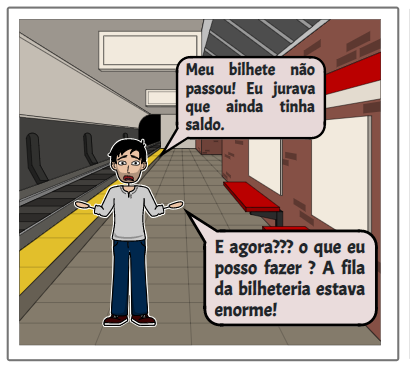 Meu bilhete não
passou! Eu jurava
que ainda tinha
saldo.
E agora??? o que eu
posso fazer ? A fila
da bilheteria estava
enorme!